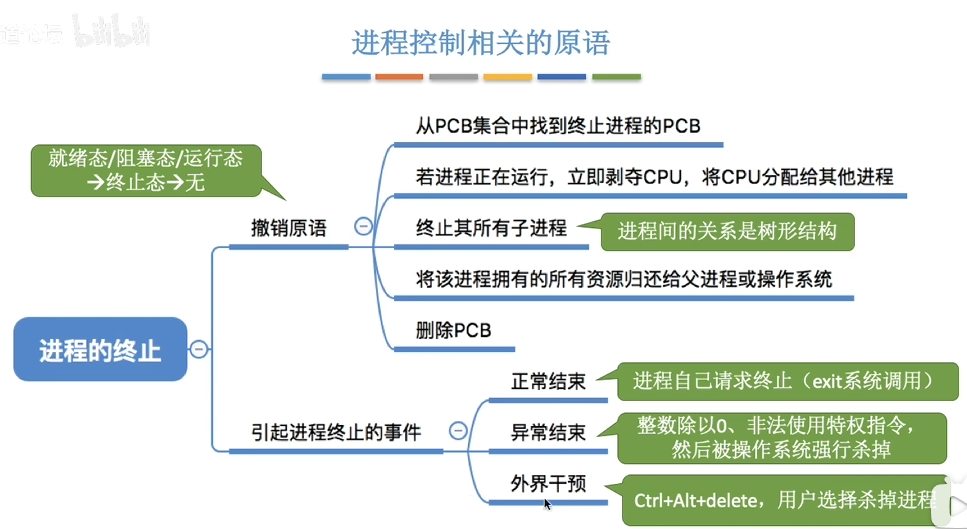 bilibili
进程控制相关的原语
从PCB集合中找到终止进程的PCB
就绪态/阻塞态/运行态
→终止态→无
若进程正在运行，立即剥夺CPU，将CPU分配给其他进程
撤销原语
终止其所有子进程
进程间的关系是树形结构
将该进程拥有的所有资源归还给父进程或操作系统
删除PCB
进程的终止
正常结束
进程自己请求终止（exit系统调用）
引起进程终止的事件
异常结束
整数除以0、非法使用特权指令，
然后被操作系统强行杀掉
外界干预
Ctrl+Alt+delete，用户选择杀掉进程